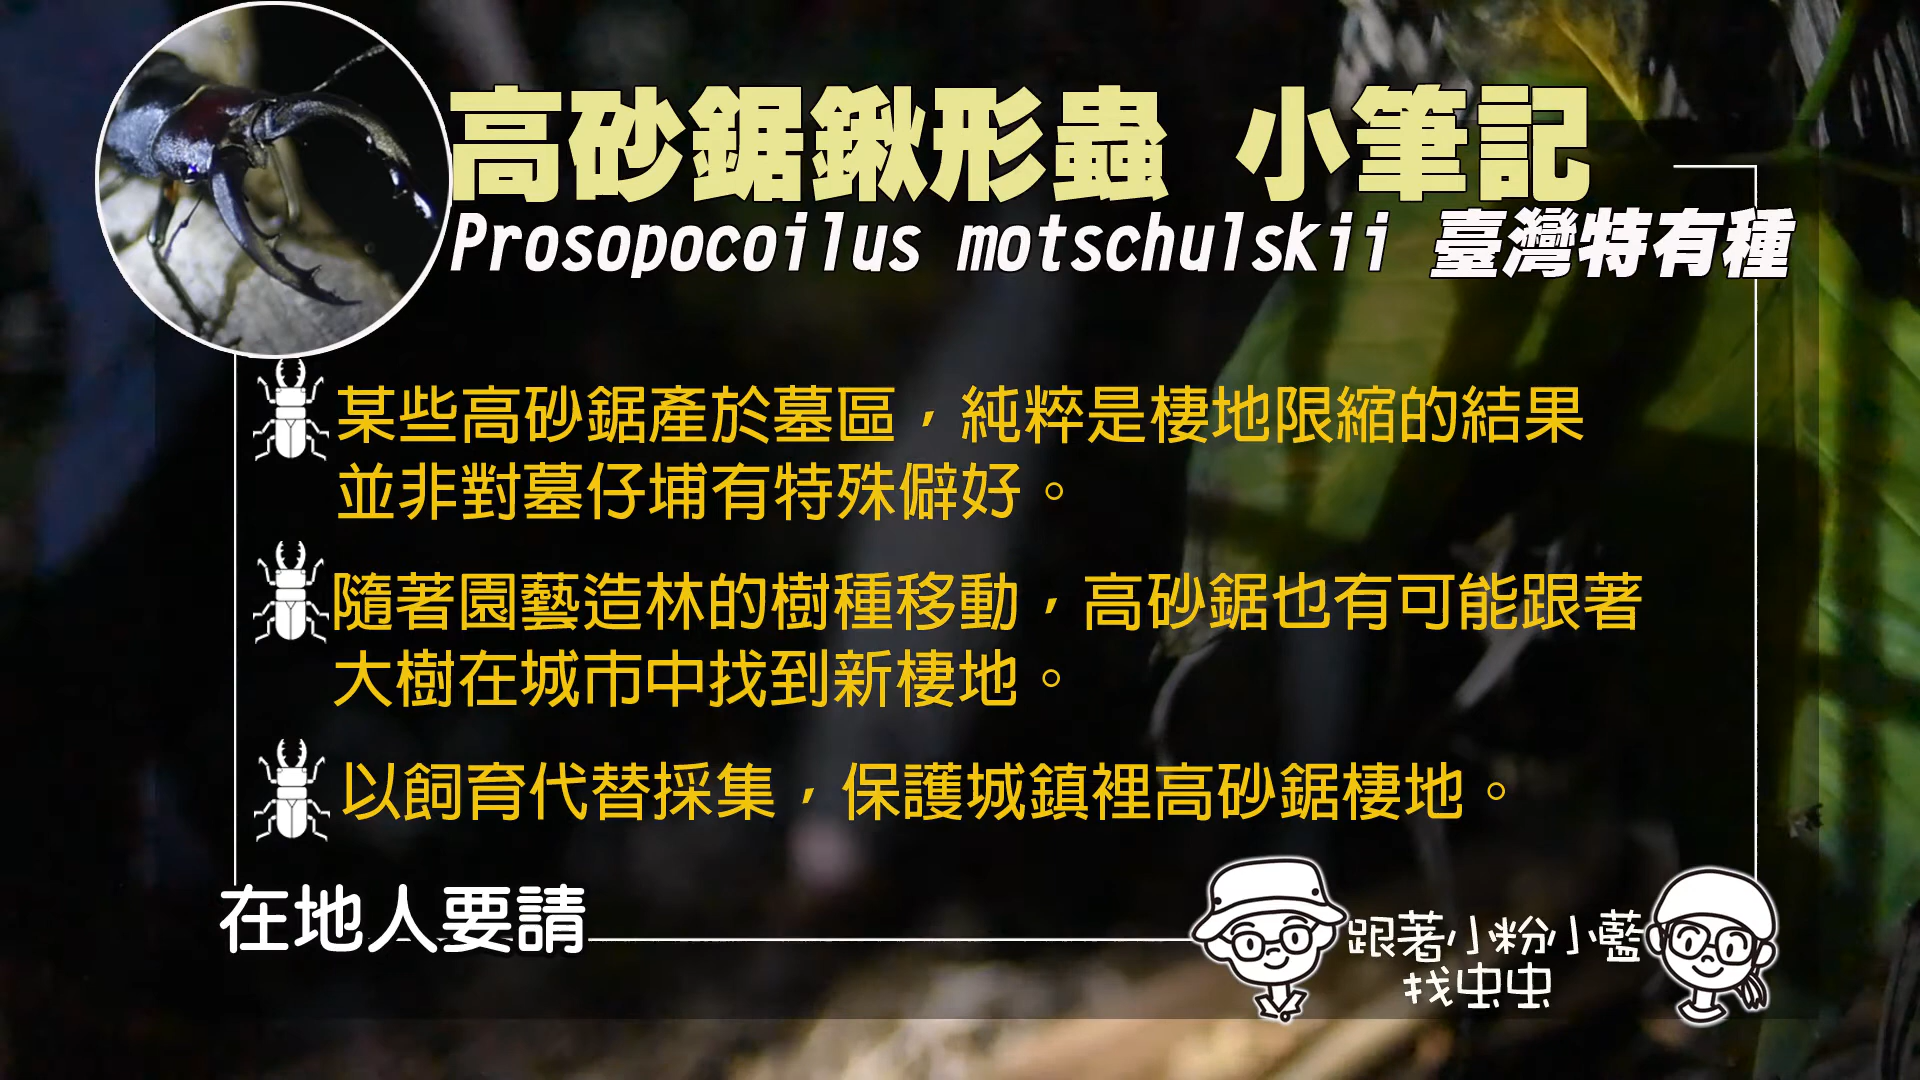 高砂鋸鍬形蟲 小筆記
Prosopocoilus motschulskii 臺灣特有種
某些高砂鋸產於墓區，純粹是棲地限縮的結果
並非對墓仔埔有特殊僻好。
隨著園藝造林的樹種移動，高砂鋸也有可能跟著
大樹在城市中找到新棲地。
以飼育代替採集，保護城鎮裡高砂鋸棲地。
在地人要請
跟著小粉小藍
找虫虫